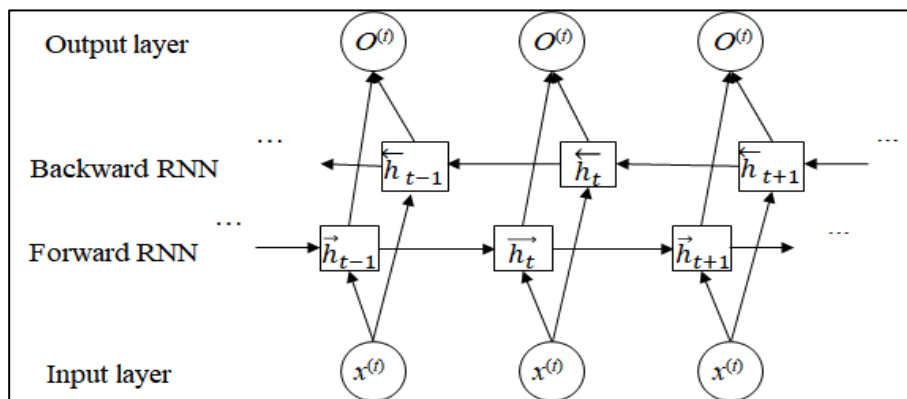 Output layer O⁽ᵗ⁾ O⁽ᵗ⁾ O⁽ᵗ⁾
... ...
Backward RNN ←h t−1 ←h t ←h t+1
... ...
Forward RNN →h t−1 →h t →h t+1
Input layer x⁽ᵗ⁾ x⁽ᵗ⁾ x⁽ᵗ⁾